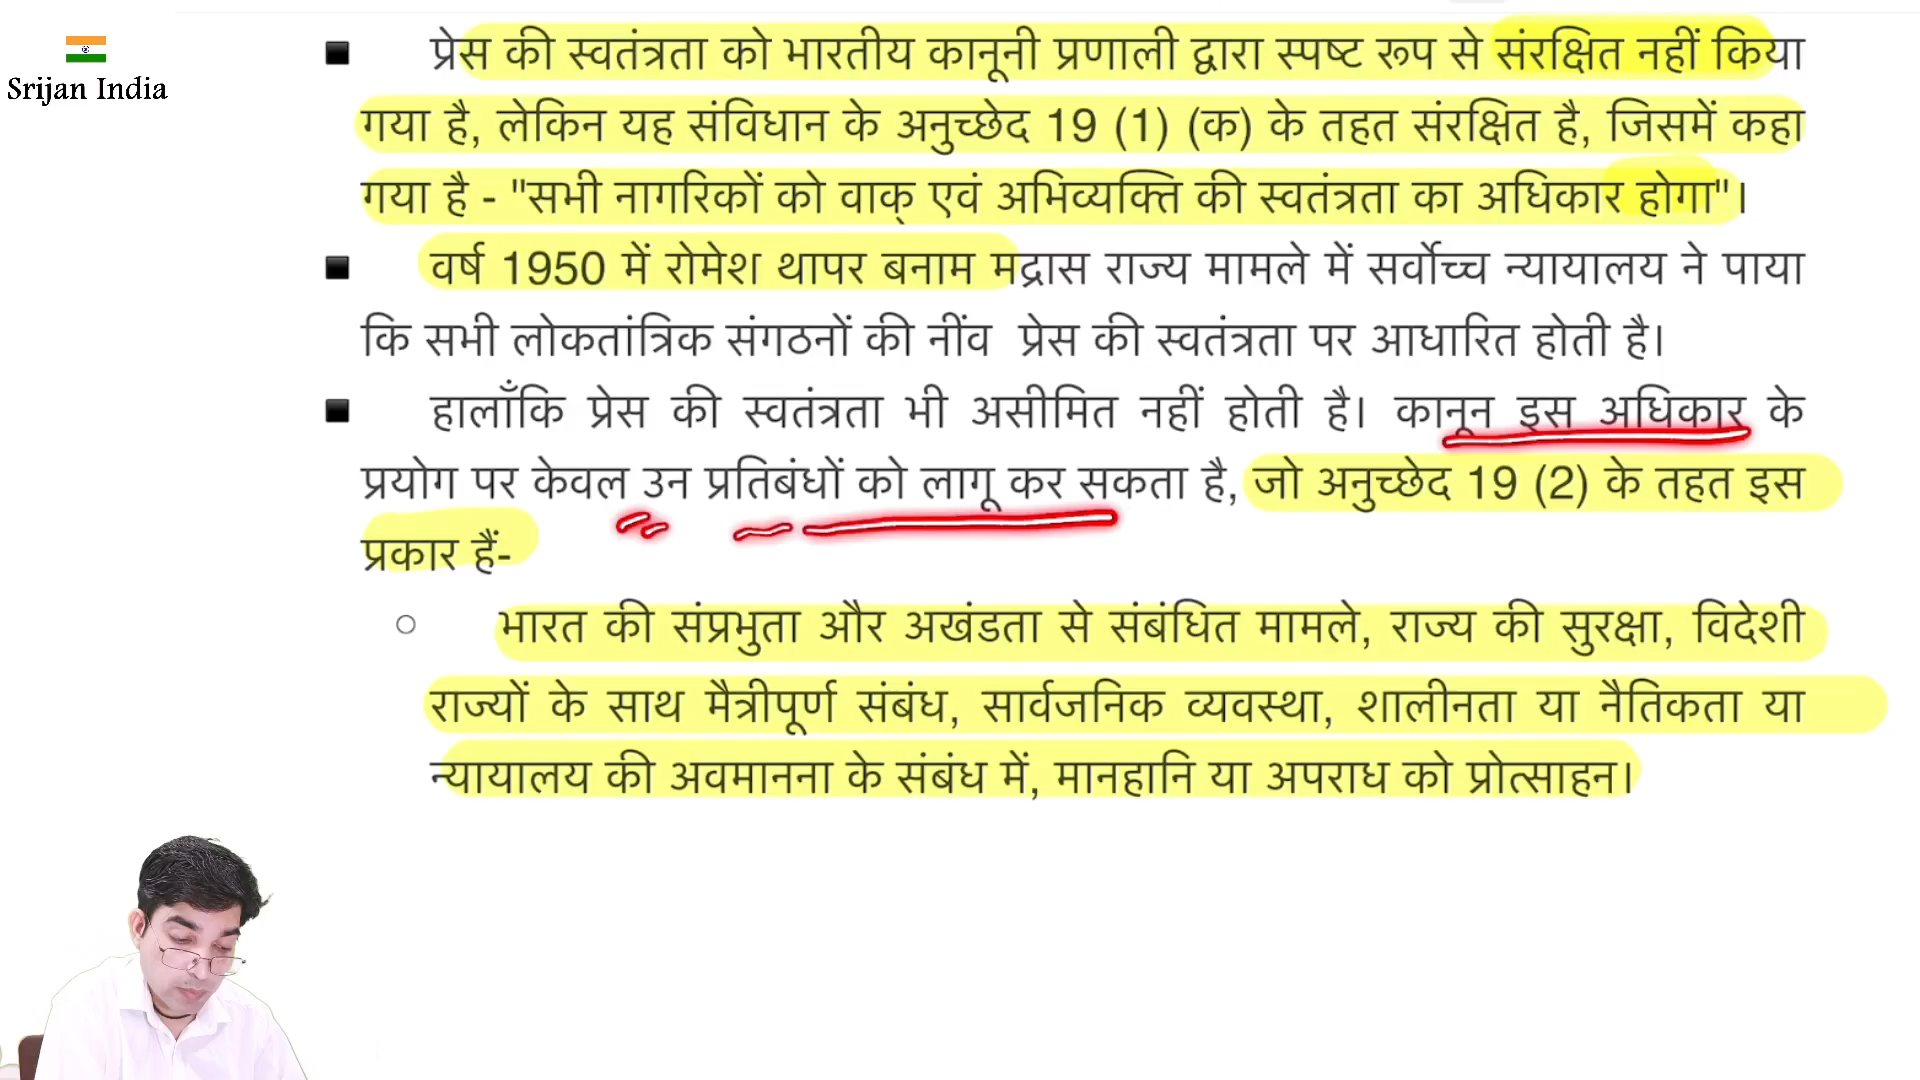 Srijan India
प्रेस की स्वतंत्रता को भारतीय कानूनी प्रणाली द्वारा स्पष्ट रूप से संरक्षित नहीं किया
गया है, लेकिन यह संविधान के अनुच्छेद 19 (1) (क) के तहत संरक्षित है, जिसमें कहा
गया है - "सभी नागरिकों को वाक् एवं अभिव्यक्ति की स्वतंत्रता का अधिकार होगा"।
वर्ष 1950 में रोमेश थापर बनाम मद्रास राज्य मामले में सर्वोच्च न्यायालय ने पाया
कि सभी लोकतांत्रिक संगठनों की नींव प्रेस की स्वतंत्रता पर आधारित होती है।
हालाँकि प्रेस की स्वतंत्रता भी असीमित नहीं होती है। कानून इस अधिकार के
प्रयोग पर केवल उन प्रतिबंधों को लागू कर सकता है, जो अनुच्छेद 19 (2) के तहत इस
प्रकार हैं-
भारत की संप्रभुता और अखंडता से संबंधित मामले, राज्य की सुरक्षा, विदेशी
राज्यों के साथ मैत्रीपूर्ण संबंध, सार्वजनिक व्यवस्था, शालीनता या नैतिकता या
न्यायालय की अवमानना के संबंध में, मानहानि या अपराध को प्रोत्साहन।